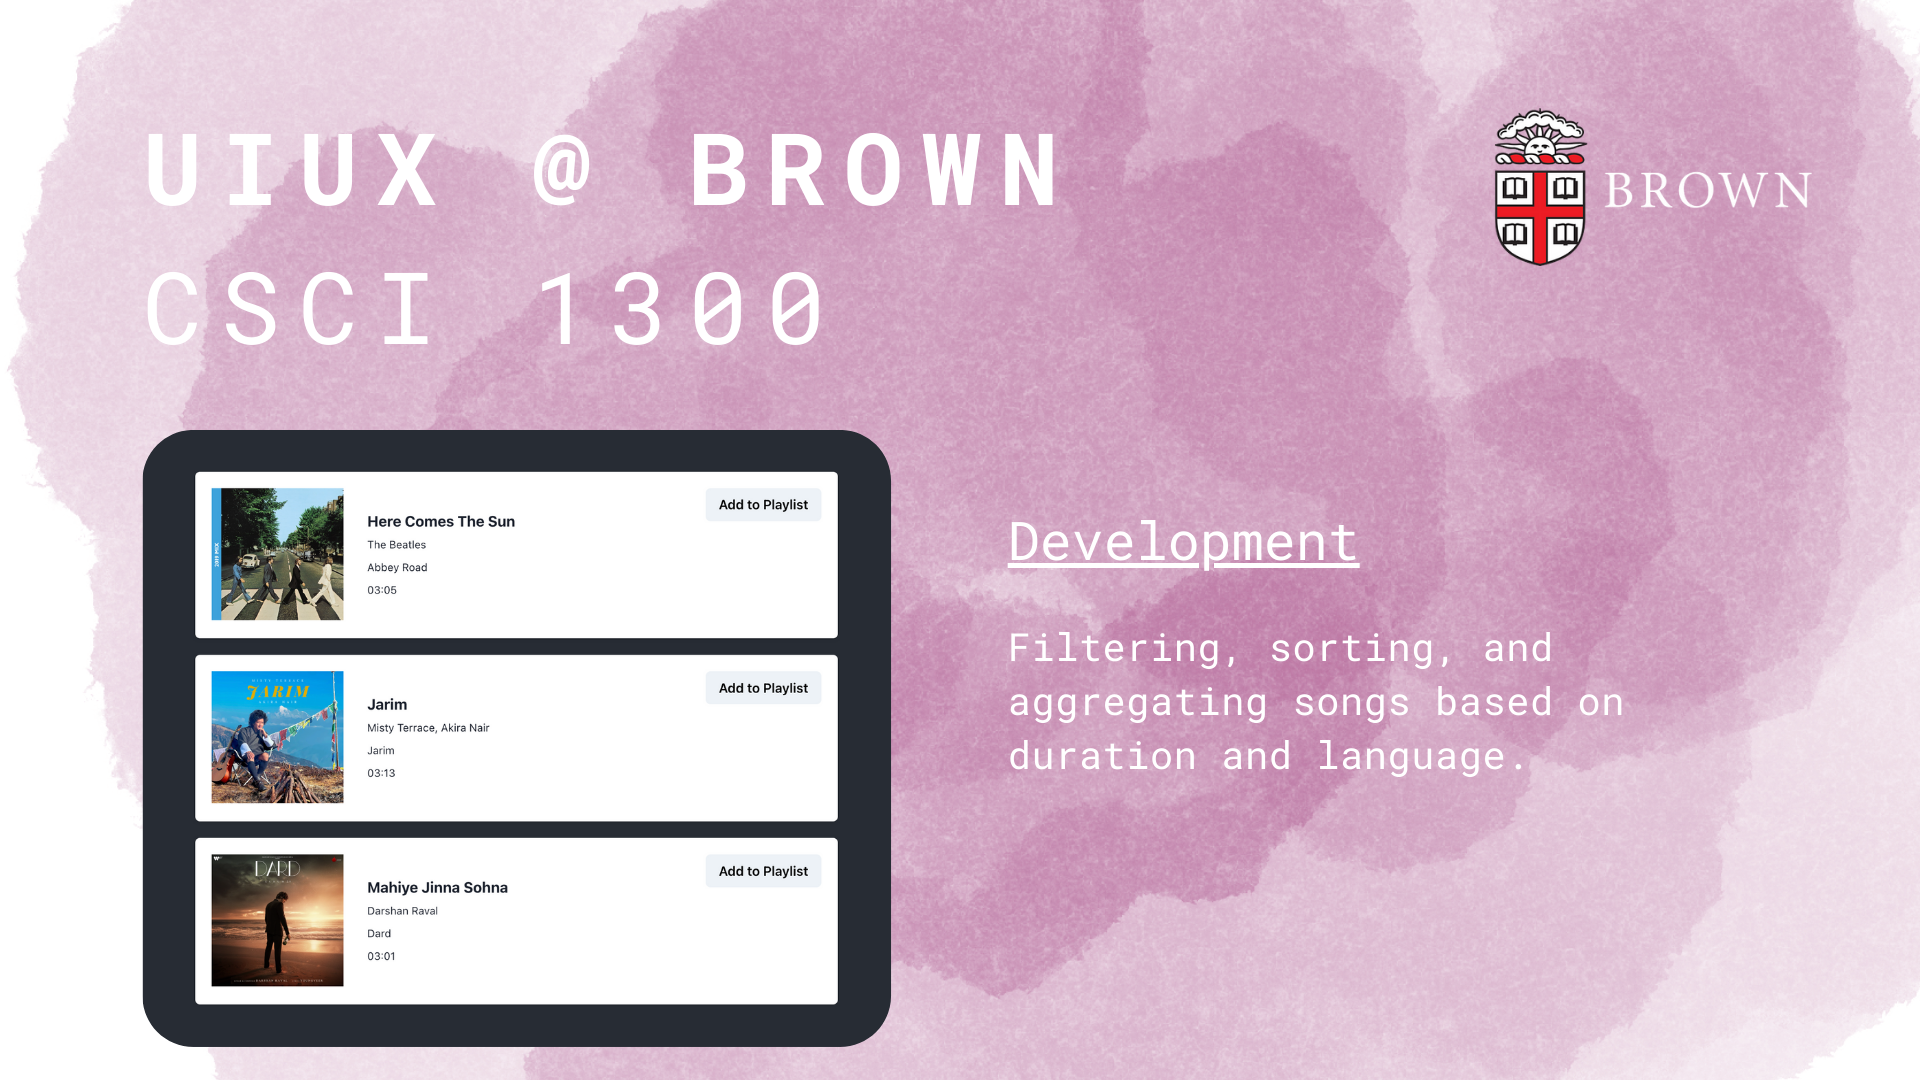 UIUX @ BROWN
CSCI 1300
BROWN
Here Comes The Sun
The Beatles
Abbey Road
03:05
Add to Playlist
JARIM
Jarim
Misty Terrace, Akira Nair
Jarim
03:13
Add to Playlist
DARD
Mahiye Jinna Sohna
Darshan Raval
Dard
03:01
Add to Playlist
Development
Filtering, sorting, and
aggregating songs based on
duration and language.